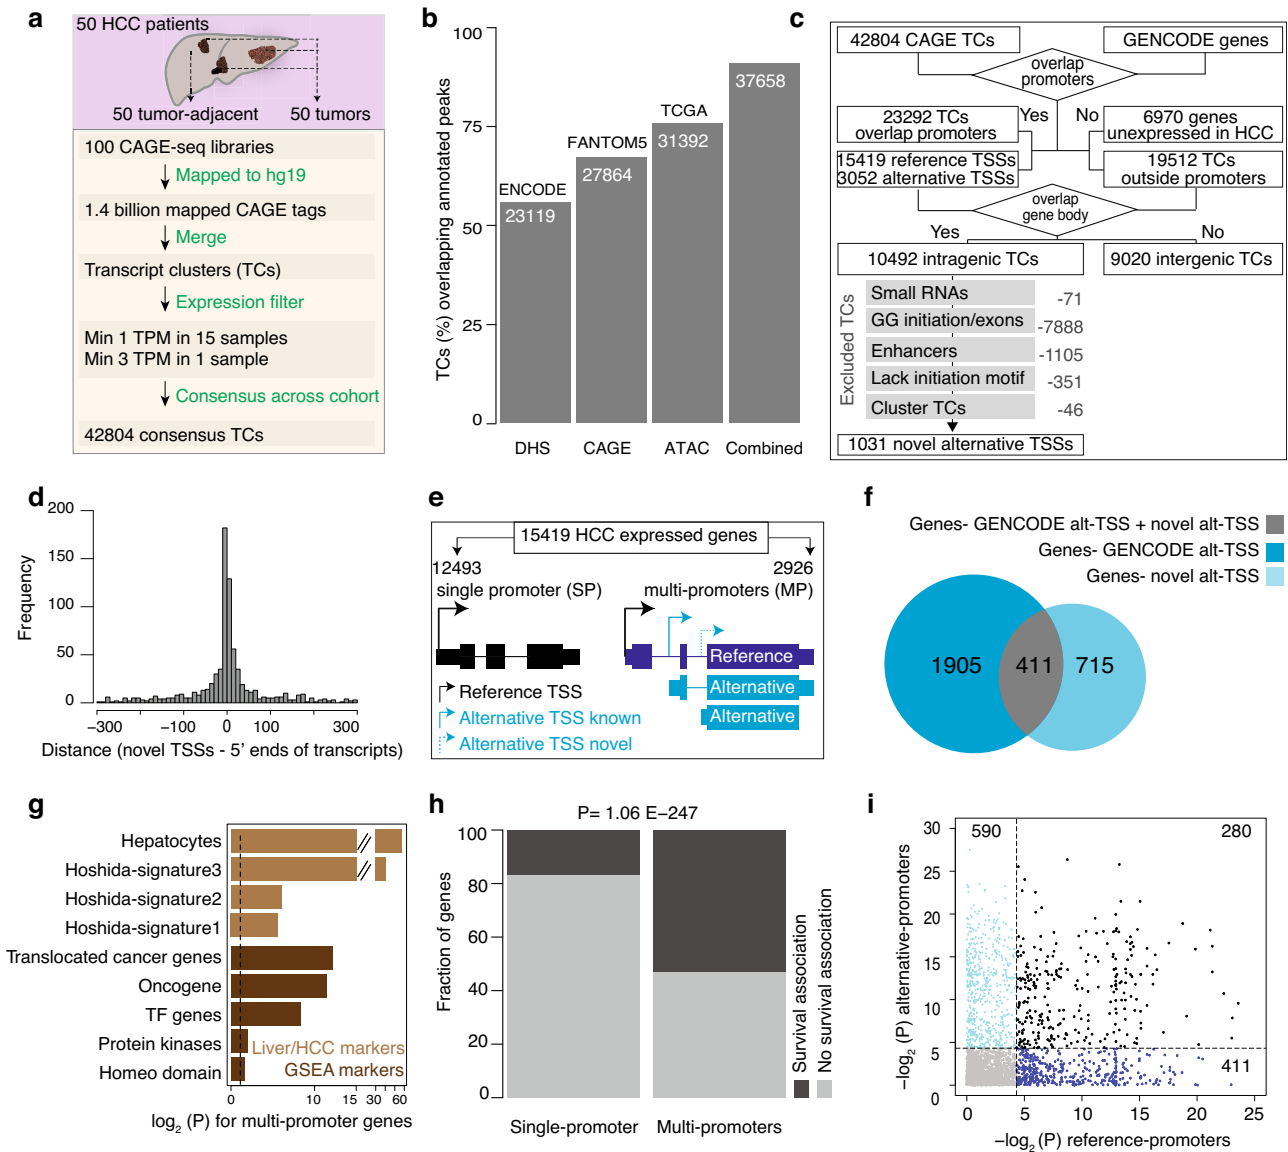 a
50 HCC patients
50 tumor-adjacent
50 tumors
100 CAGE-seq libraries
Mapped to hg19
1.4 billion mapped CAGE tags
Merge
Transcript clusters (TCs)
Expression filter
Min 1 TPM in 15 samples
Min 3 TPM in 1 sample
Consensus across cohort
42804 consensus TCs
b
TCs (%) overlapping annotated peaks
100
75
50
25
0
ENCODE
23119
FANTOM5
27864
TCGA
31392
37658
DHS
CAGE
ATAC
Combined
c
42804 CAGE TCs
GENCODE genes
overlap
promoters
23292 TCs
overlap promoters
Yes
No
6970 genes
unexpressed in HCC
15419 reference TSSs
3052 alternative TSSs
19512 TCs
outside promoters
overlap
gene body
Yes
No
10492 intragenic TCs
9020 intergenic TCs
Excluded TCs
Small RNAs
-71
GG initiation/exons
-7888
Enhancers
-1105
Lack initiation motif
-351
Cluster TCs
-46
1031 novel alternative TSSs
d
Frequency
200
150
100
50
0
−300
−100
0
100
300
Distance (novel TSSs - 5' ends of transcripts)
e
15419 HCC expressed genes
12493
2926
single promoter (SP)
multi-promoters (MP)
Reference
Alternative
Alternative
Reference TSS
Alternative TSS known
Alternative TSS novel
f
Genes- GENCODE alt-TSS + novel alt-TSS
Genes- GENCODE alt-TSS
Genes- novel alt-TSS
1905
411
715
g
Hepatocytes
Hoshida-signature3
Hoshida-signature2
Hoshida-signature1
Translocated cancer genes
Oncogene
TF genes
Protein kinases
Homeo domain
Liver/HCC markers
GSEA markers
0
10
15
30
60
log2 (P) for multi-promoter genes
h
P= 1.06 E−247
Fraction of genes
100
80
60
40
20
0
Single-promoter
Multi-promoters
Survival association
No survival association
i
−log2 (P) alternative-promoters
30
25
20
15
10
5
0
590
280
411
0
5
10
15
20
25
−log2 (P) reference-promoters